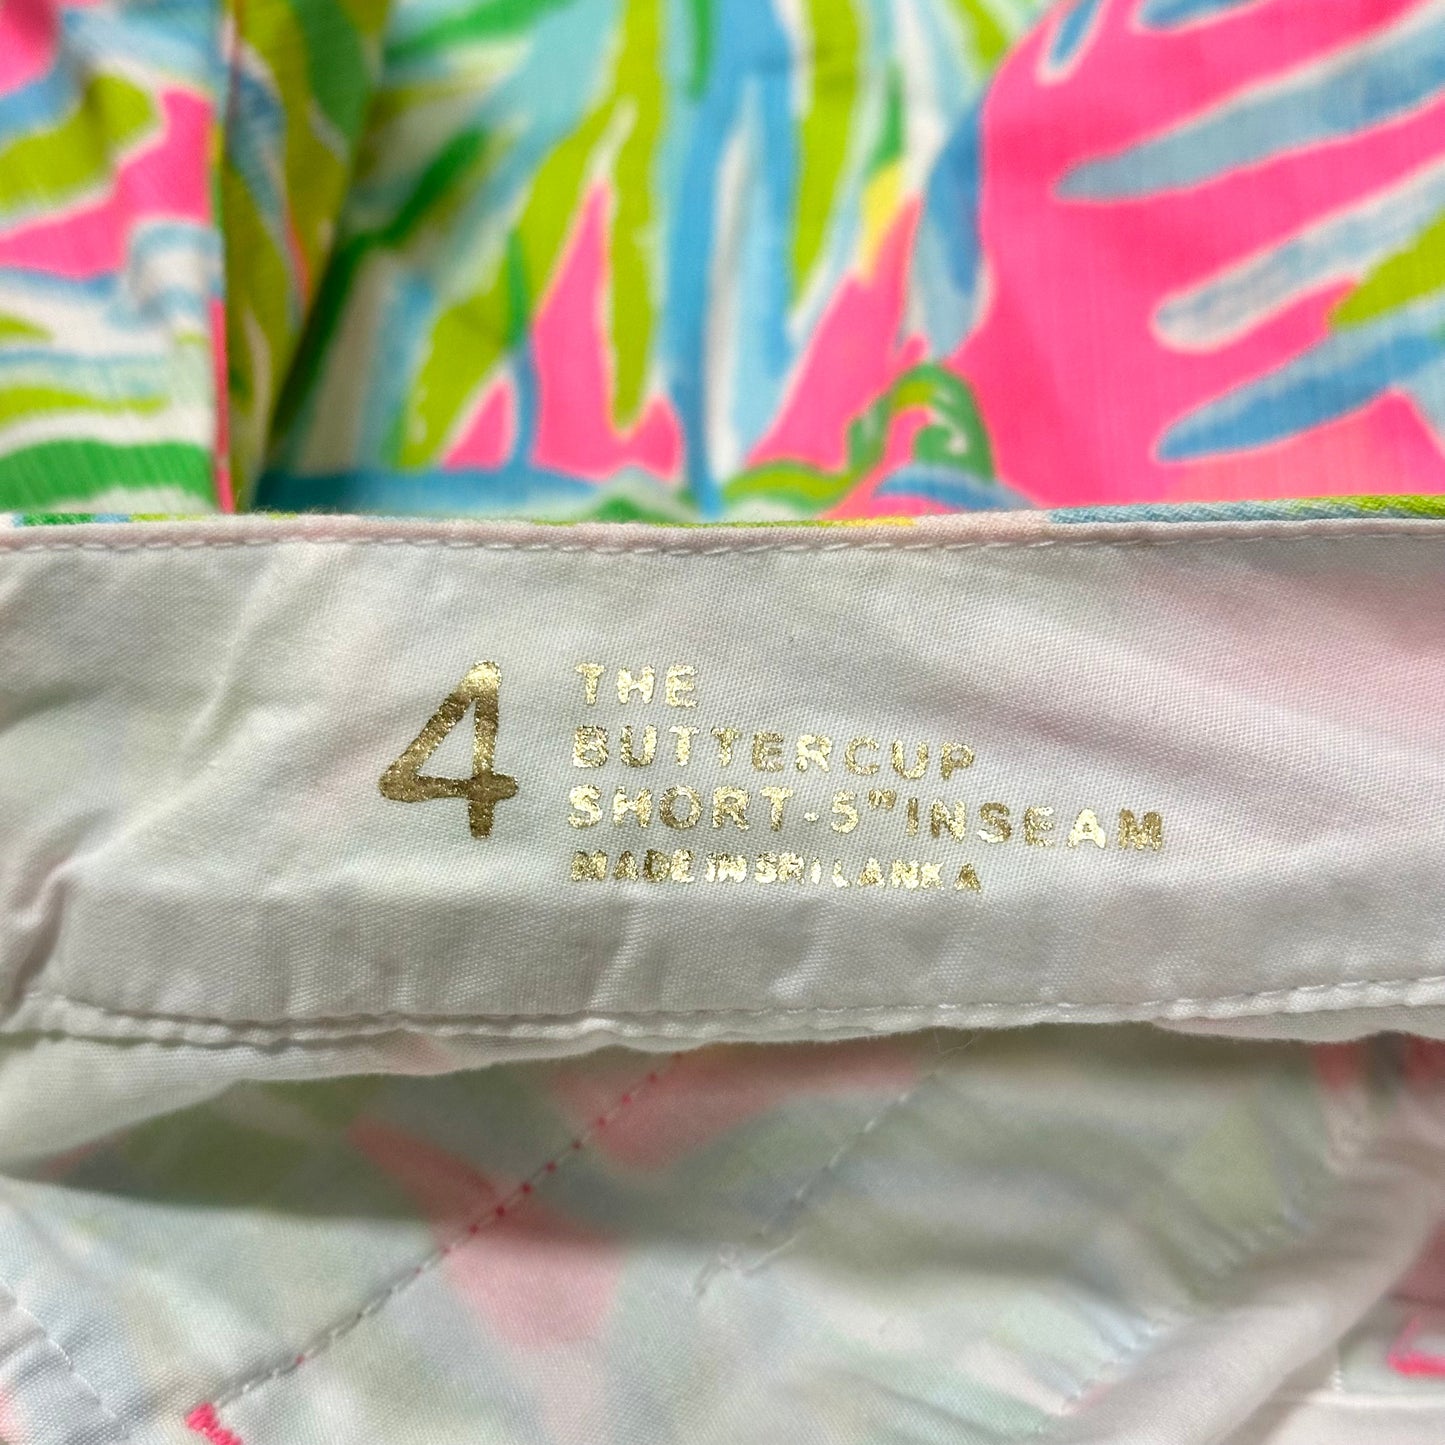 4
THE
BUTTERCUP
SHORT-5" INSEAM
MADE IN SRI LANKA